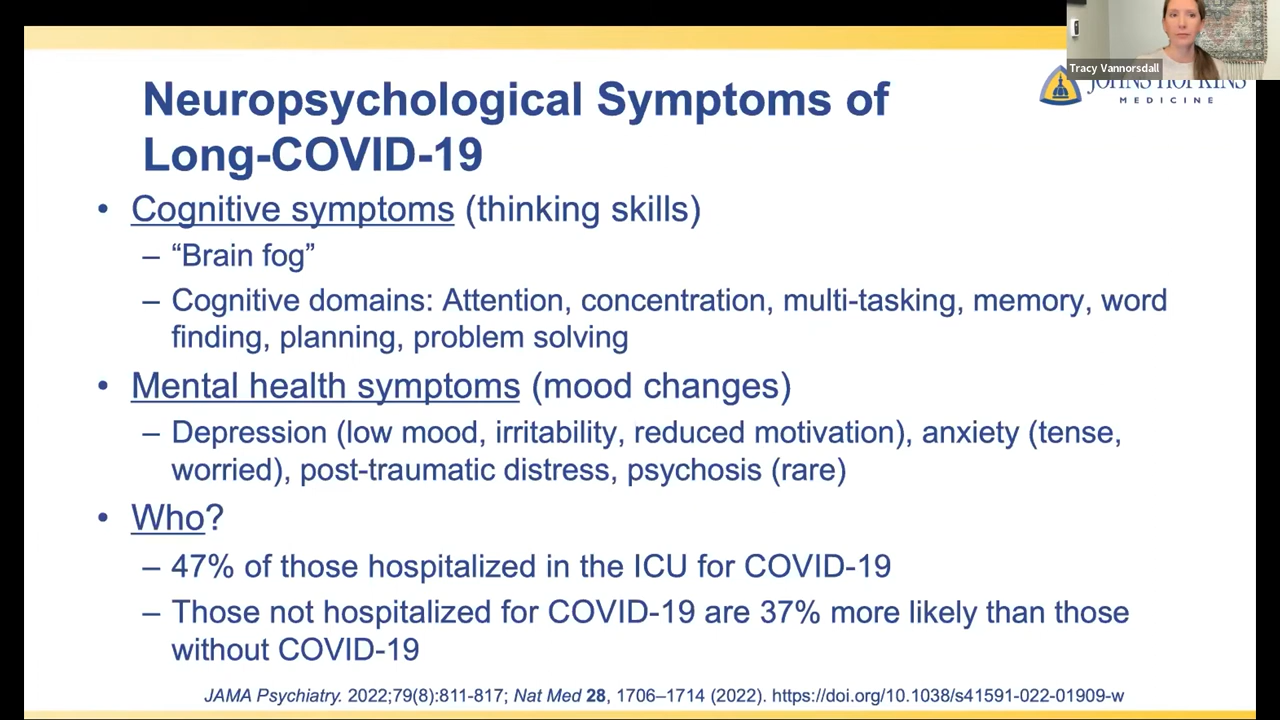 Tracy Vannorsdall
JOHNS HOPKINS
MEDICINE
Neuropsychological Symptoms of
Long-COVID-19
• Cognitive symptoms (thinking skills)
– “Brain fog”
– Cognitive domains: Attention, concentration, multi-tasking, memory, word
finding, planning, problem solving
• Mental health symptoms (mood changes)
– Depression (low mood, irritability, reduced motivation), anxiety (tense,
worried), post-traumatic distress, psychosis (rare)
• Who?
– 47% of those hospitalized in the ICU for COVID-19
– Those not hospitalized for COVID-19 are 37% more likely than those
without COVID-19
JAMA Psychiatry. 2022;79(8):811-817; Nat Med 28, 1706–1714 (2022). https://doi.org/10.1038/s41591-022-01909-w